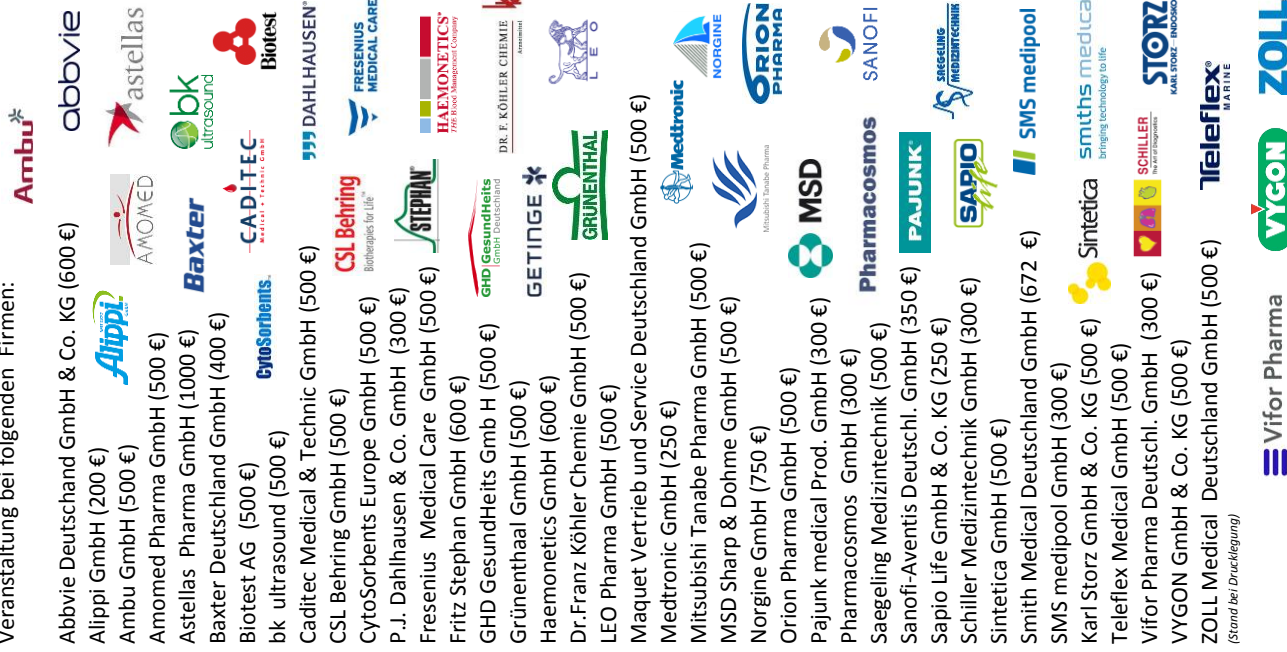 Veranstaltung bei folgenden Firmen:
Abbvie Deutschand GmbH & Co. KG (600 €)
Alippi GmbH (200 €)
Ambu GmbH (500 €)
Amomed Pharma GmbH (500 €)
Astellas Pharma GmbH (1000 €)
Baxter Deutschland GmbH (400 €)
Biotest AG (500 €)
bk ultrasound (500 €)
Caditec Medical & Technic GmbH (500 €)
CSL Behring GmbH (500 €)
CytoSorbents Europe GmbH (500 €)
P.J. Dahlhausen & Co. GmbH (300 €)
Fresenius Medical Care GmbH (500 €)
Fritz Stephan GmbH (600 €)
GHD GesundHeits Gmb H (500 €)
Grünenthaal GmbH (500 €)
Haemonetics GmbH (600 €)
Dr.Franz Köhler Chemie GmbH (500 €)
LEO Pharma GmbH (500 €)
Maquet Vertrieb und Service Deutschland GmbH (500 €)
Medtronic GmbH (250 €)
Mitsubishi Tanabe Pharma GmbH (500 €)
MSD Sharp & Dohme GmbH (500 €)
Norgine GmbH (750 €)
Orion Pharma GmbH (500 €)
Pajunk medical Prod. GmbH (300 €)
Pharmacosmos GmbH (300 €)
Saegeling Medizintechnik (500 €)
Sanofi-Aventis Deutschl. GmbH (350 €)
Sapio Life GmbH & Co. KG (250 €)
Schiller Medizintechnik GmbH (300 €)
Sintetica GmbH (500 €)
Smith Medical Deutschland GmbH (672 €)
SMS medipool GmbH (300 €)
Karl Storz GmbH & Co. KG (500 €)
Teleflex Medical GmbH (500 €)
Vifor Pharma Deutschl. GmbH (300 €)
VYGON GmbH & Co. KG (500 €)
ZOLL Medical Deutschland GmbH (500 €)
(Stand bei Drucklegung)
Ambu
abbvie
Alippi
AMOMED
astellas
Baxter
bk
ultrasound
Biotest
CytoSorbents
CADITEC
Medical • Technic GmbH
DAHLHAUSEN
CSL Behring
Biotherapies for Life™
FRESENIUS
MEDICAL CARE
STEPHAN
HAEMONETICS®
THE Blood Management Company
GHD GesundHeits
GmbH Deutschland
DR. F. KÖHLER CHEMIE
Arzneimittel
GETINGE
LEO
GRÜNENTHAL
Medtronic
NORGINE
Mitsubishi Tanabe Pharma
ORION
PHARMA
MSD
SANOFI
Pharmacosmos
PAJUNK®
SAEGELING
MEDIZINTECHNIK
SAPIO
life
SMS medipool
Sintetica
smiths medical
bringing technology to life
SCHILLER
The Art of Diagnostics
STORZ
KARL STORZ—ENDOSKO
Teleflex®
MARINE
Vifor Pharma
VYGON
ZOLL